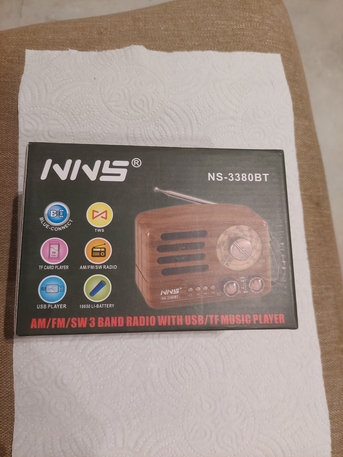 NNS®
NS-3380BT
BLUE-CONNECT
TWS
TF CARD PLAYER
AM/FM/SW RADIO
USB PLAYER
18650 LI-BATTERY
NNS
AM/FM/SW 3 BAND RADIO WITH USB/TF MUSIC PLAYER